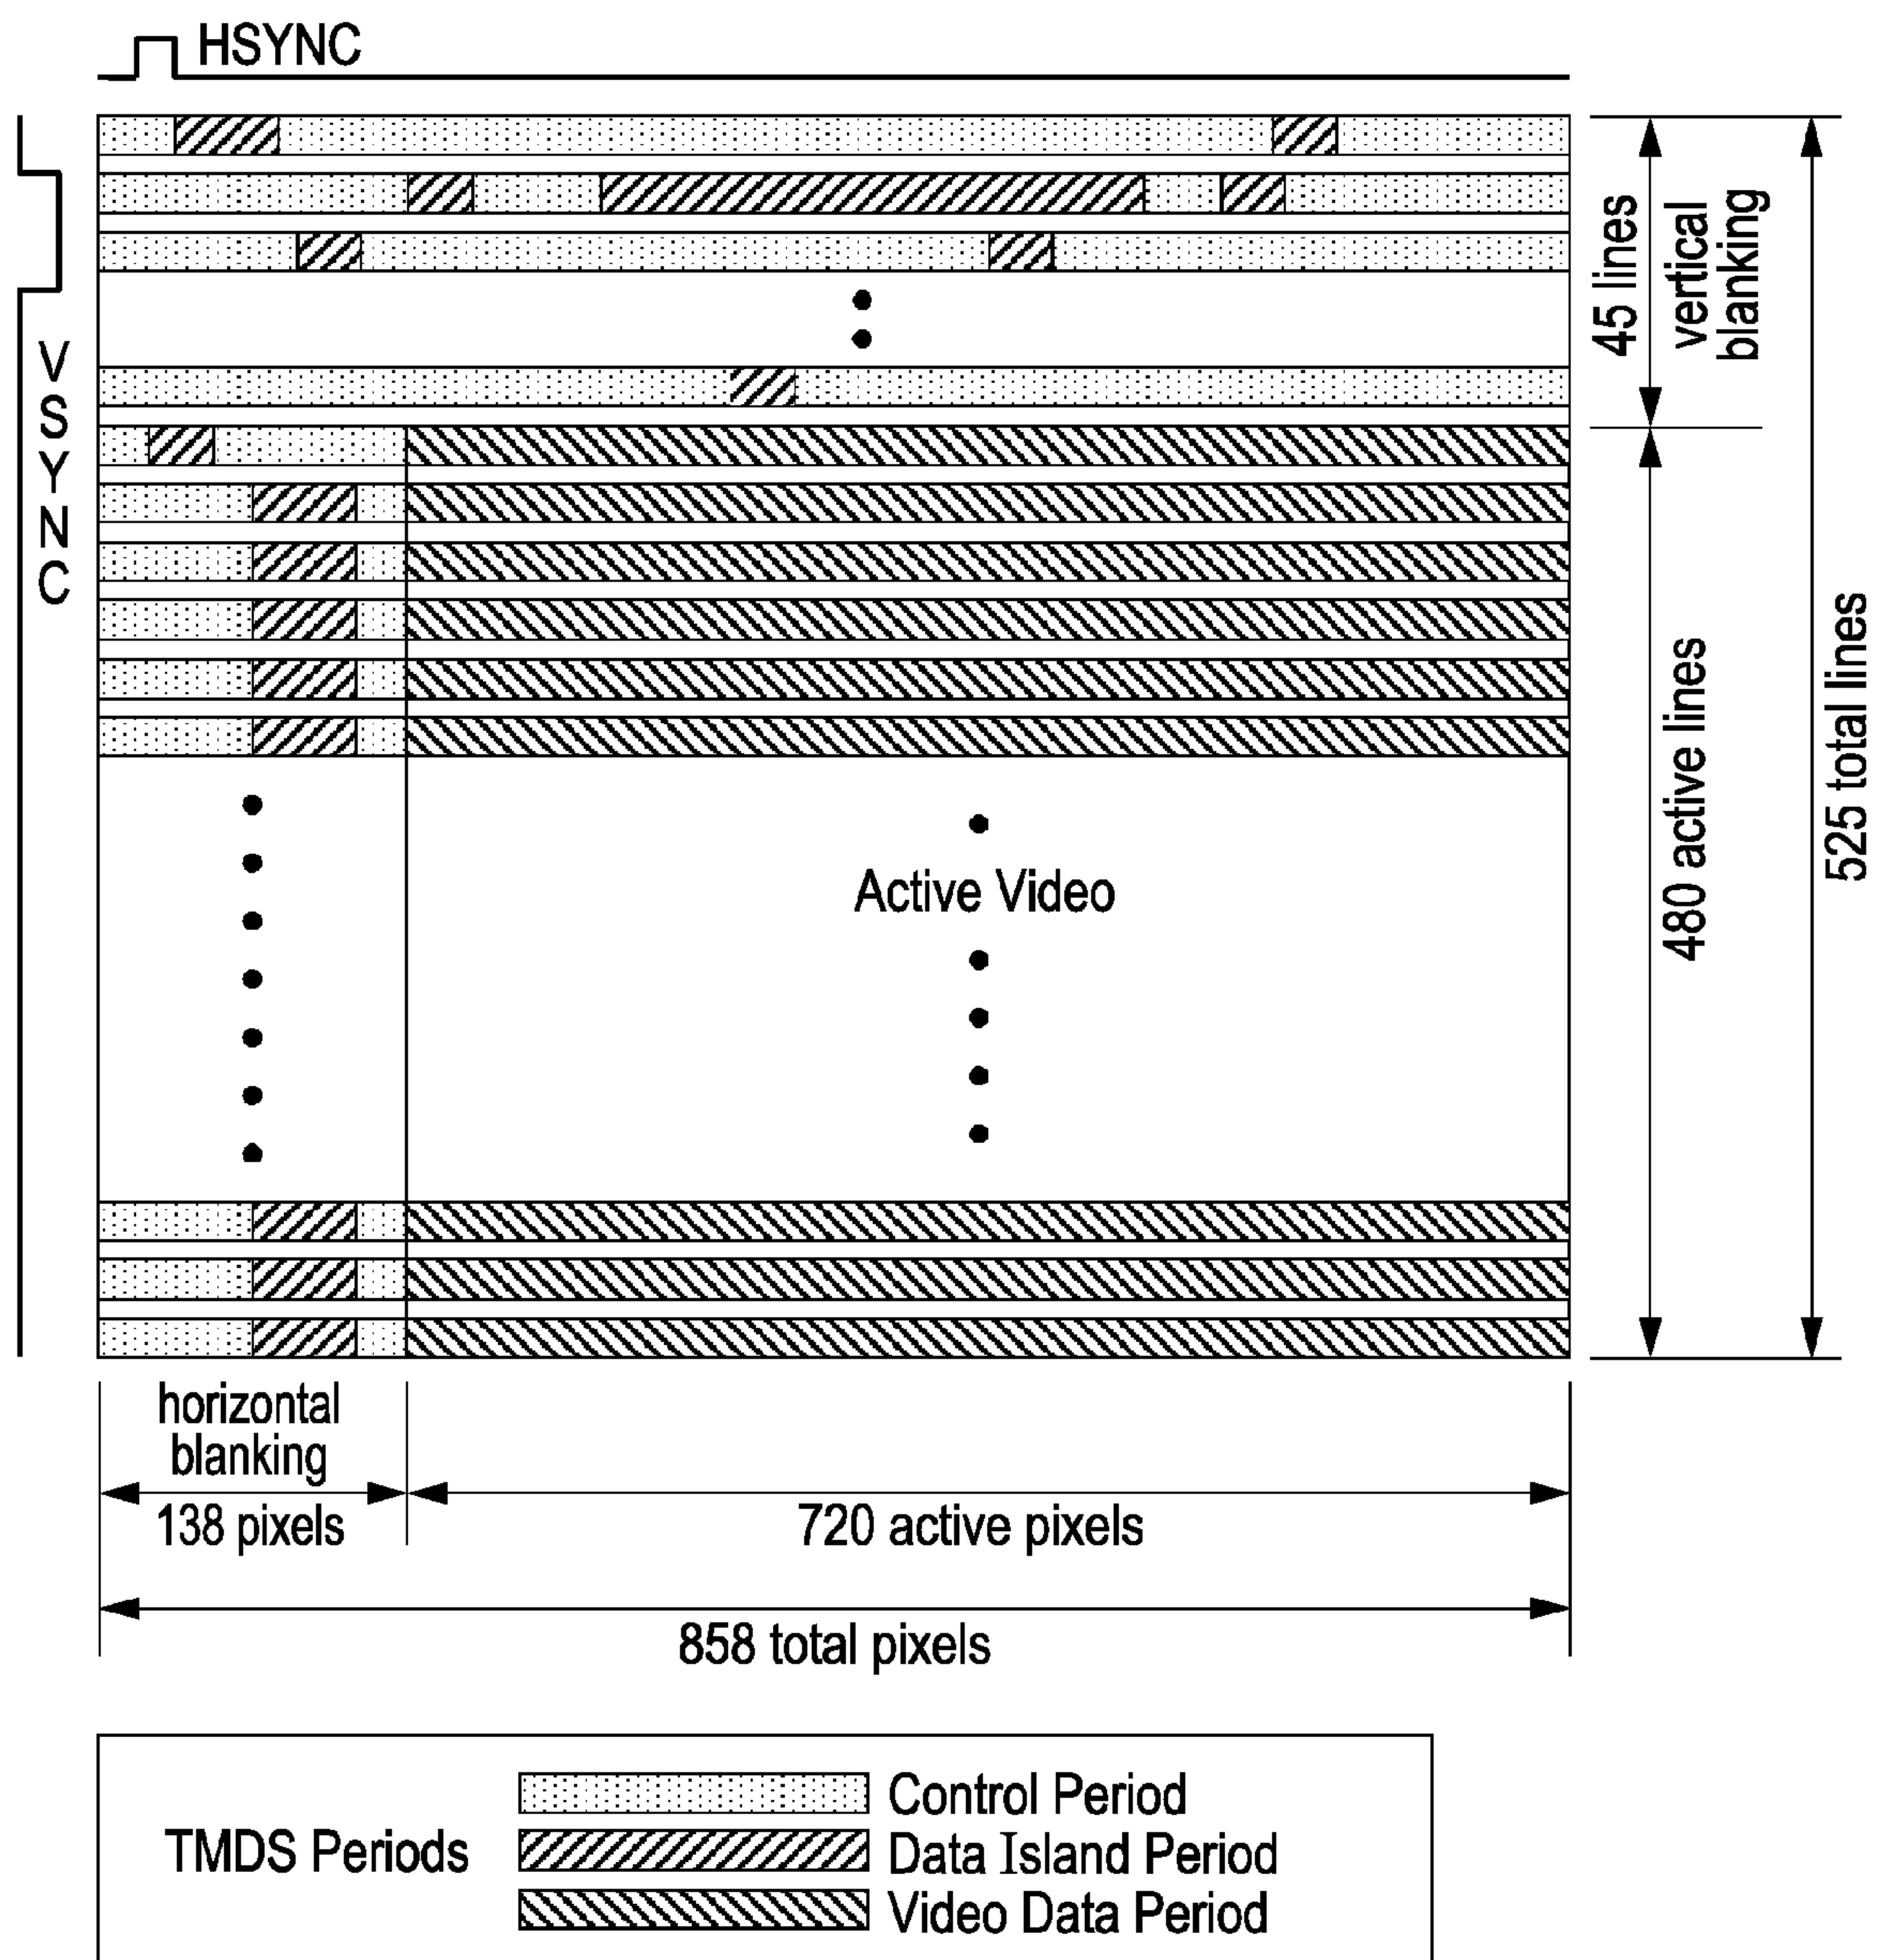 HSYNC
VSYNC
45 lines
vertical
blanking
480 active lines
525 total lines
Active Video
horizontal
blanking
138 pixels
720 active pixels
858 total pixels
TMDS Periods
Control Period
Data Island Period
Video Data Period